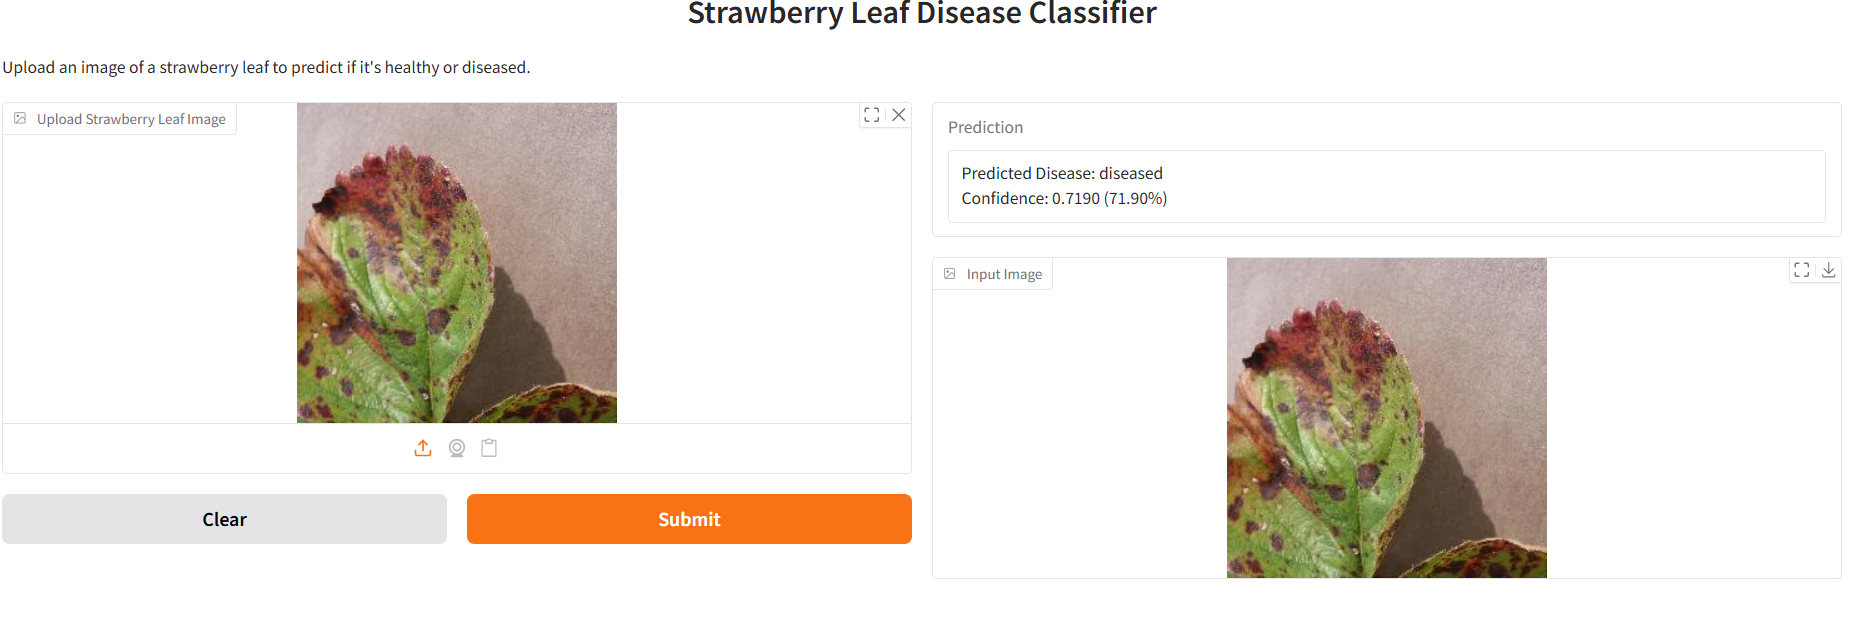 Strawberry Leaf Disease Classifier
Upload an image of a strawberry leaf to predict if it's healthy or diseased.
Upload Strawberry Leaf Image
Clear
Submit
Prediction
Predicted Disease: diseased
Confidence: 0.7190 (71.90%)
Input Image